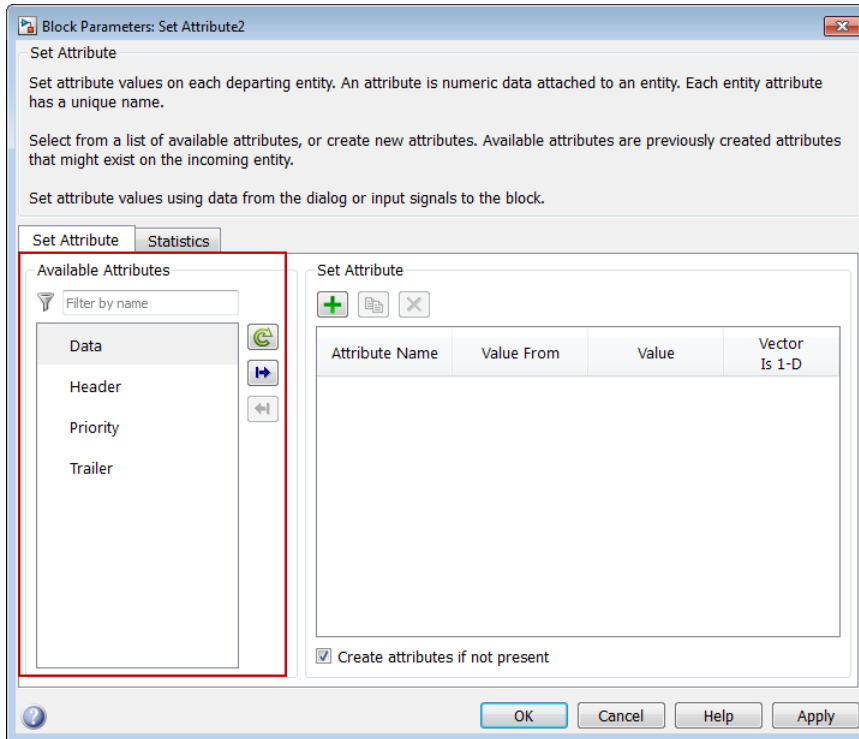 Block Parameters: Set Attribute2
Set Attribute
Set attribute values on each departing entity. An attribute is numeric data attached to an entity. Each entity attribute
has a unique name.
Select from a list of available attributes, or create new attributes. Available attributes are previously created attributes
that might exist on the incoming entity.
Set attribute values using data from the dialog or input signals to the block.
Set Attribute Statistics
Available Attributes
Filter by name
Data
Header
Priority
Trailer
Set Attribute
Attribute Name Value From Value Vector
Is 1-D
Create attributes if not present
OK Cancel Help Apply